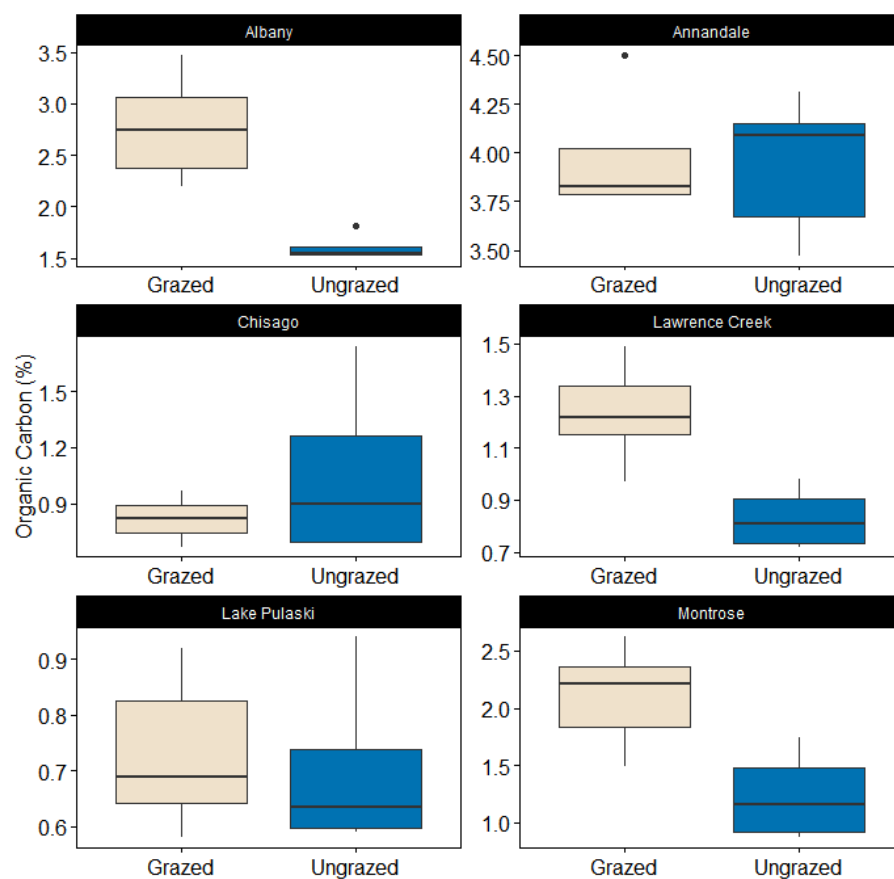 Organic Carbon (%)
Albany
3.5
3.0
2.5
2.0
1.5
Grazed Ungrazed
Annandale
4.50
4.25
4.00
3.75
3.50
Grazed Ungrazed
Chisago
1.5
1.2
0.9
Grazed Ungrazed
Lawrence Creek
1.5
1.3
1.1
0.9
0.7
Grazed Ungrazed
Lake Pulaski
0.9
0.8
0.7
0.6
Grazed Ungrazed
Montrose
2.5
2.0
1.5
1.0
Grazed Ungrazed